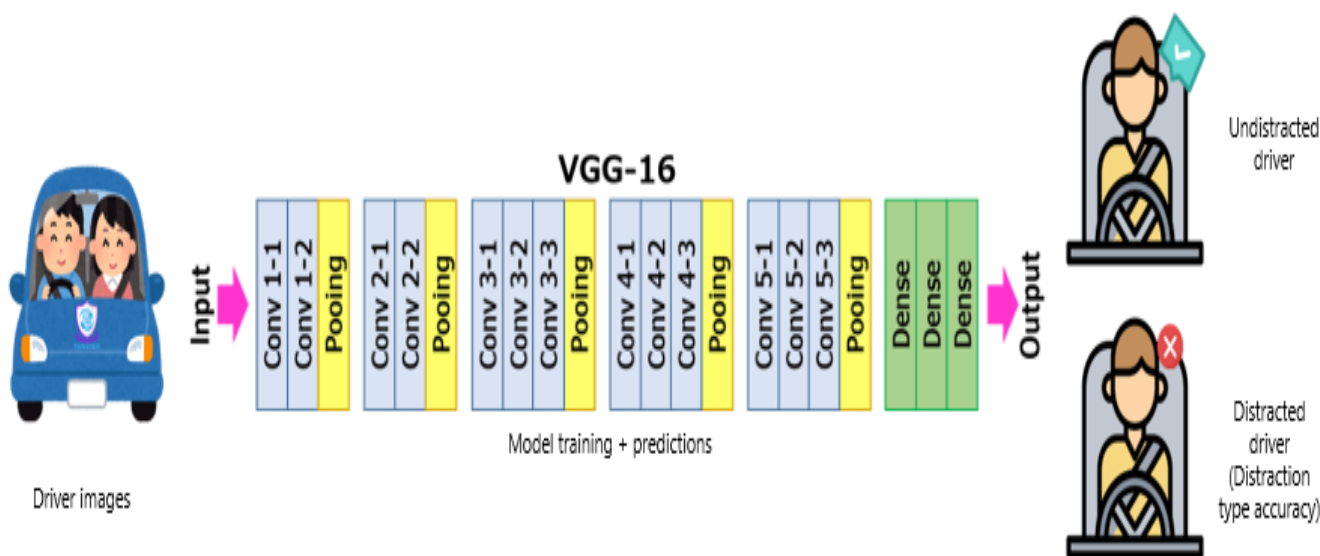 VGG-16
Input
Conv 1-1
Conv 1-2
Pooing
Conv 2-1
Conv 2-2
Pooing
Conv 3-1
Conv 3-2
Conv 3-3
Pooing
Conv 4-1
Conv 4-2
Conv 4-3
Pooing
Conv 5-1
Conv 5-2
Conv 5-3
Pooing
Dense
Dense
Dense
Output
Driver images
Model training + predictions
Undistracted
driver
Distracted
driver
(Distraction
type accuracy)